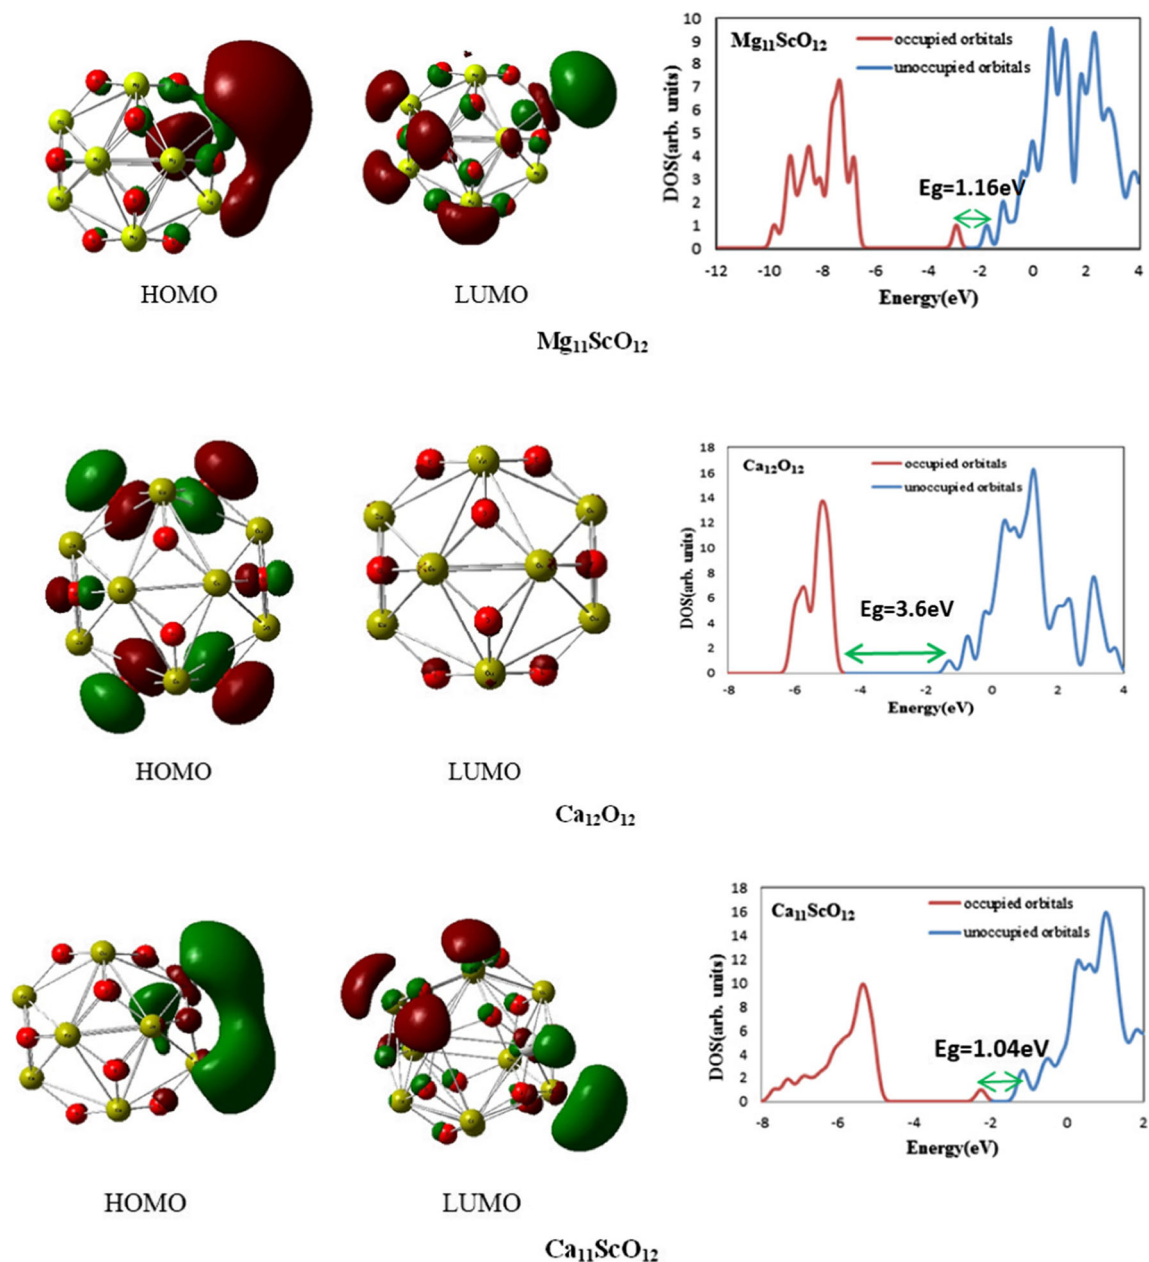 Mg11ScO12
occupied orbitals
unoccupied orbitals
Eg=1.16eV
DOS(arb. units)
10
9
8
7
6
5
4
3
2
1
0
-12 -10 -8 -6 -4 -2 0 2 4
Energy(eV)
HOMO LUMO
Mg11ScO12
Ca12O12
occupied orbitals
unoccupied orbitals
Eg=3.6eV
DOS(arb. units)
18
16
14
12
10
8
6
4
2
0
-8 -6 -4 -2 0 2 4
Energy(eV)
HOMO LUMO
Ca12O12
Ca11ScO12
occupied orbitals
unoccupied orbitals
Eg=1.04eV
DOS(arb. units)
18
16
14
12
10
8
6
4
2
0
-8 -6 -4 -2 0 2
Energy(eV)
HOMO LUMO
Ca11ScO12